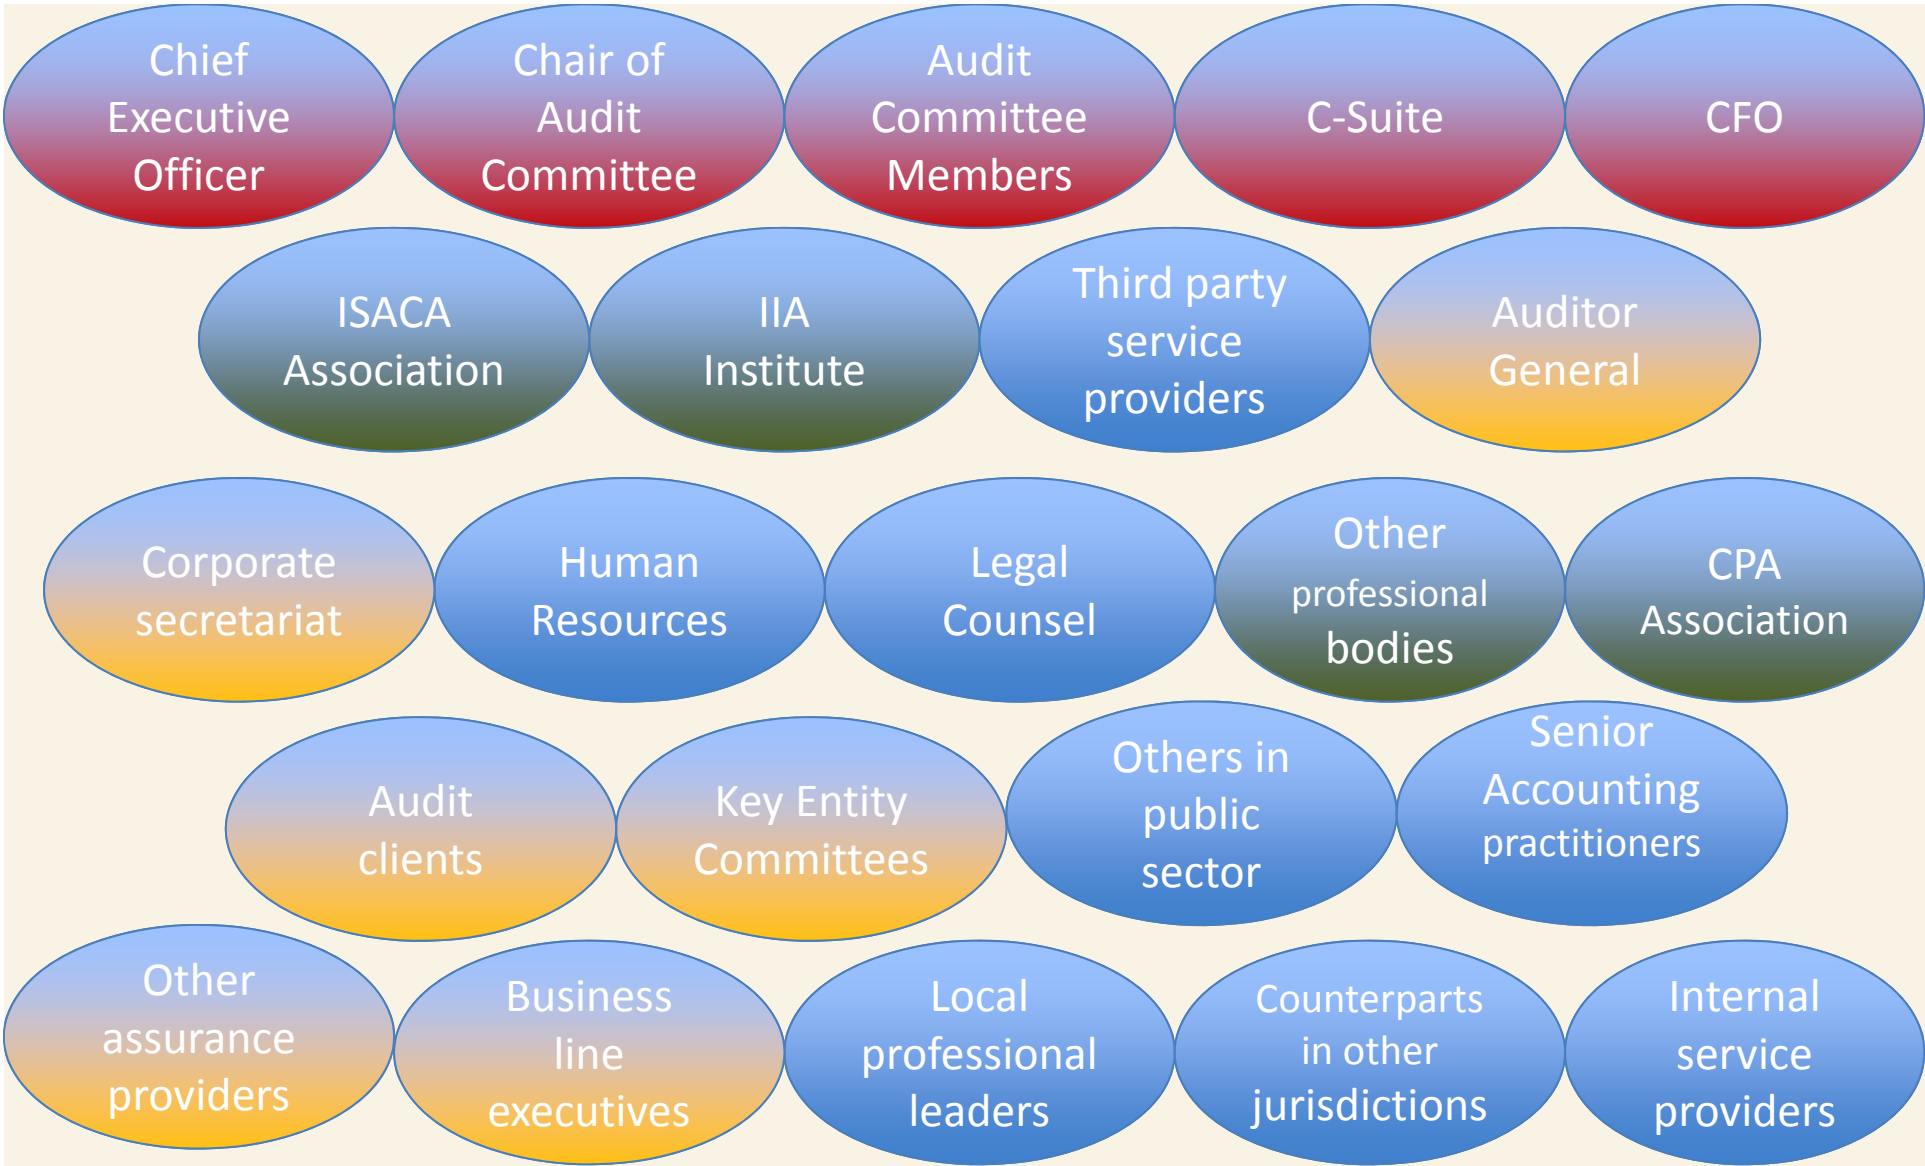 Chief
Executive
Officer
Chair of
Audit
Committee
Audit
Committee
Members
C-Suite
CFO
ISACA
Association
IIA
Institute
Third party
service
providers
Auditor
General
Corporate
secretariat
Human
Resources
Legal
Counsel
Other
professional
bodies
CPA
Association
Audit
clients
Key Entity
Committees
Others in
public
sector
Senior
Accounting
practitioners
Other
assurance
providers
Business
line
executives
Local
professional
leaders
Counterparts
in other
jurisdictions
Internal
service
providers